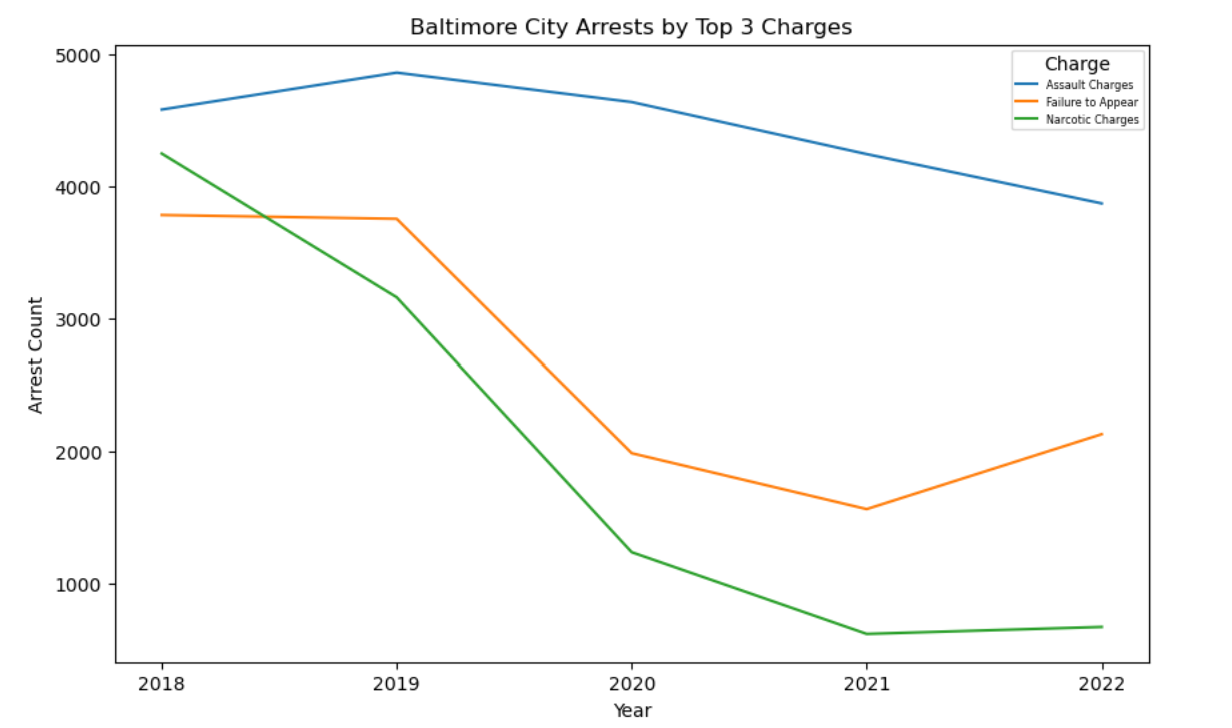 Baltimore City Arrests by Top 3 Charges
5000
4000
3000
2000
1000
Arrest Count
Charge
Assault Charges
Failure to Appear
Narcotic Charges
2018 2019 2020 2021 2022
Year